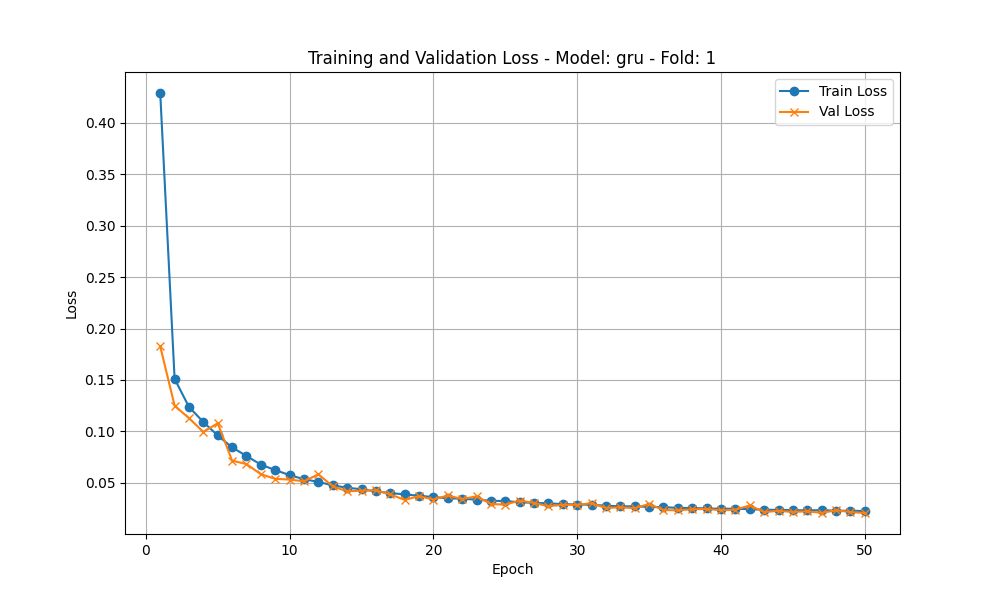 Training and Validation Loss - Model: gru - Fold: 1
Train Loss
Val Loss
0.40
0.35
0.30
0.25
0.20
0.15
0.10
0.05
Loss
0 10 20 30 40 50
Epoch